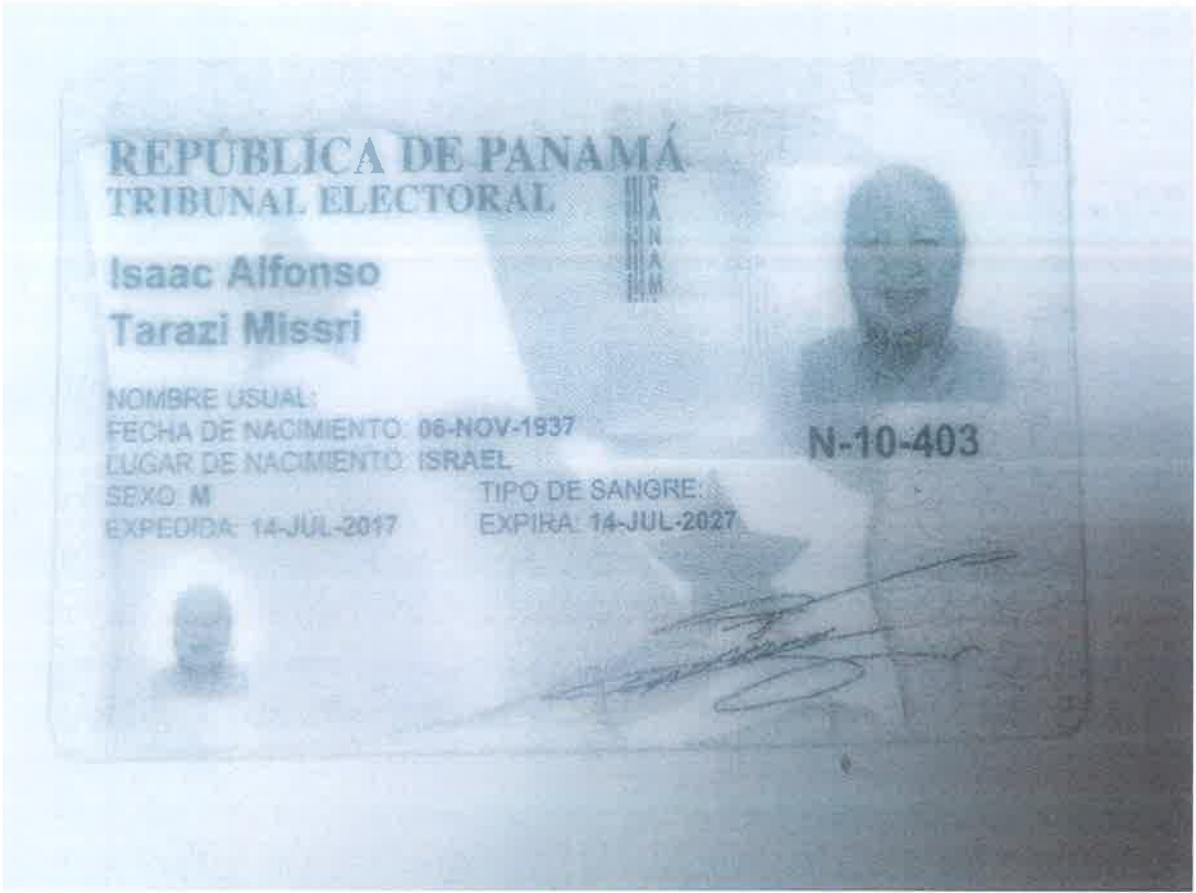 REPÚBLICA DE PANAMÁ
TRIBUNAL ELECTORAL
PANAMÁ
Isaac Alfonso
Tarazi Missri
NOMBRE USUAL:
FECHA DE NACIMIENTO: 06-NOV-1937
LUGAR DE NACIMIENTO: ISRAEL
SEXO: M TIPO DE SANGRE:
EXPEDIDA: 14-JUL-2017 EXPIRA: 14-JUL-2027
N-10-403